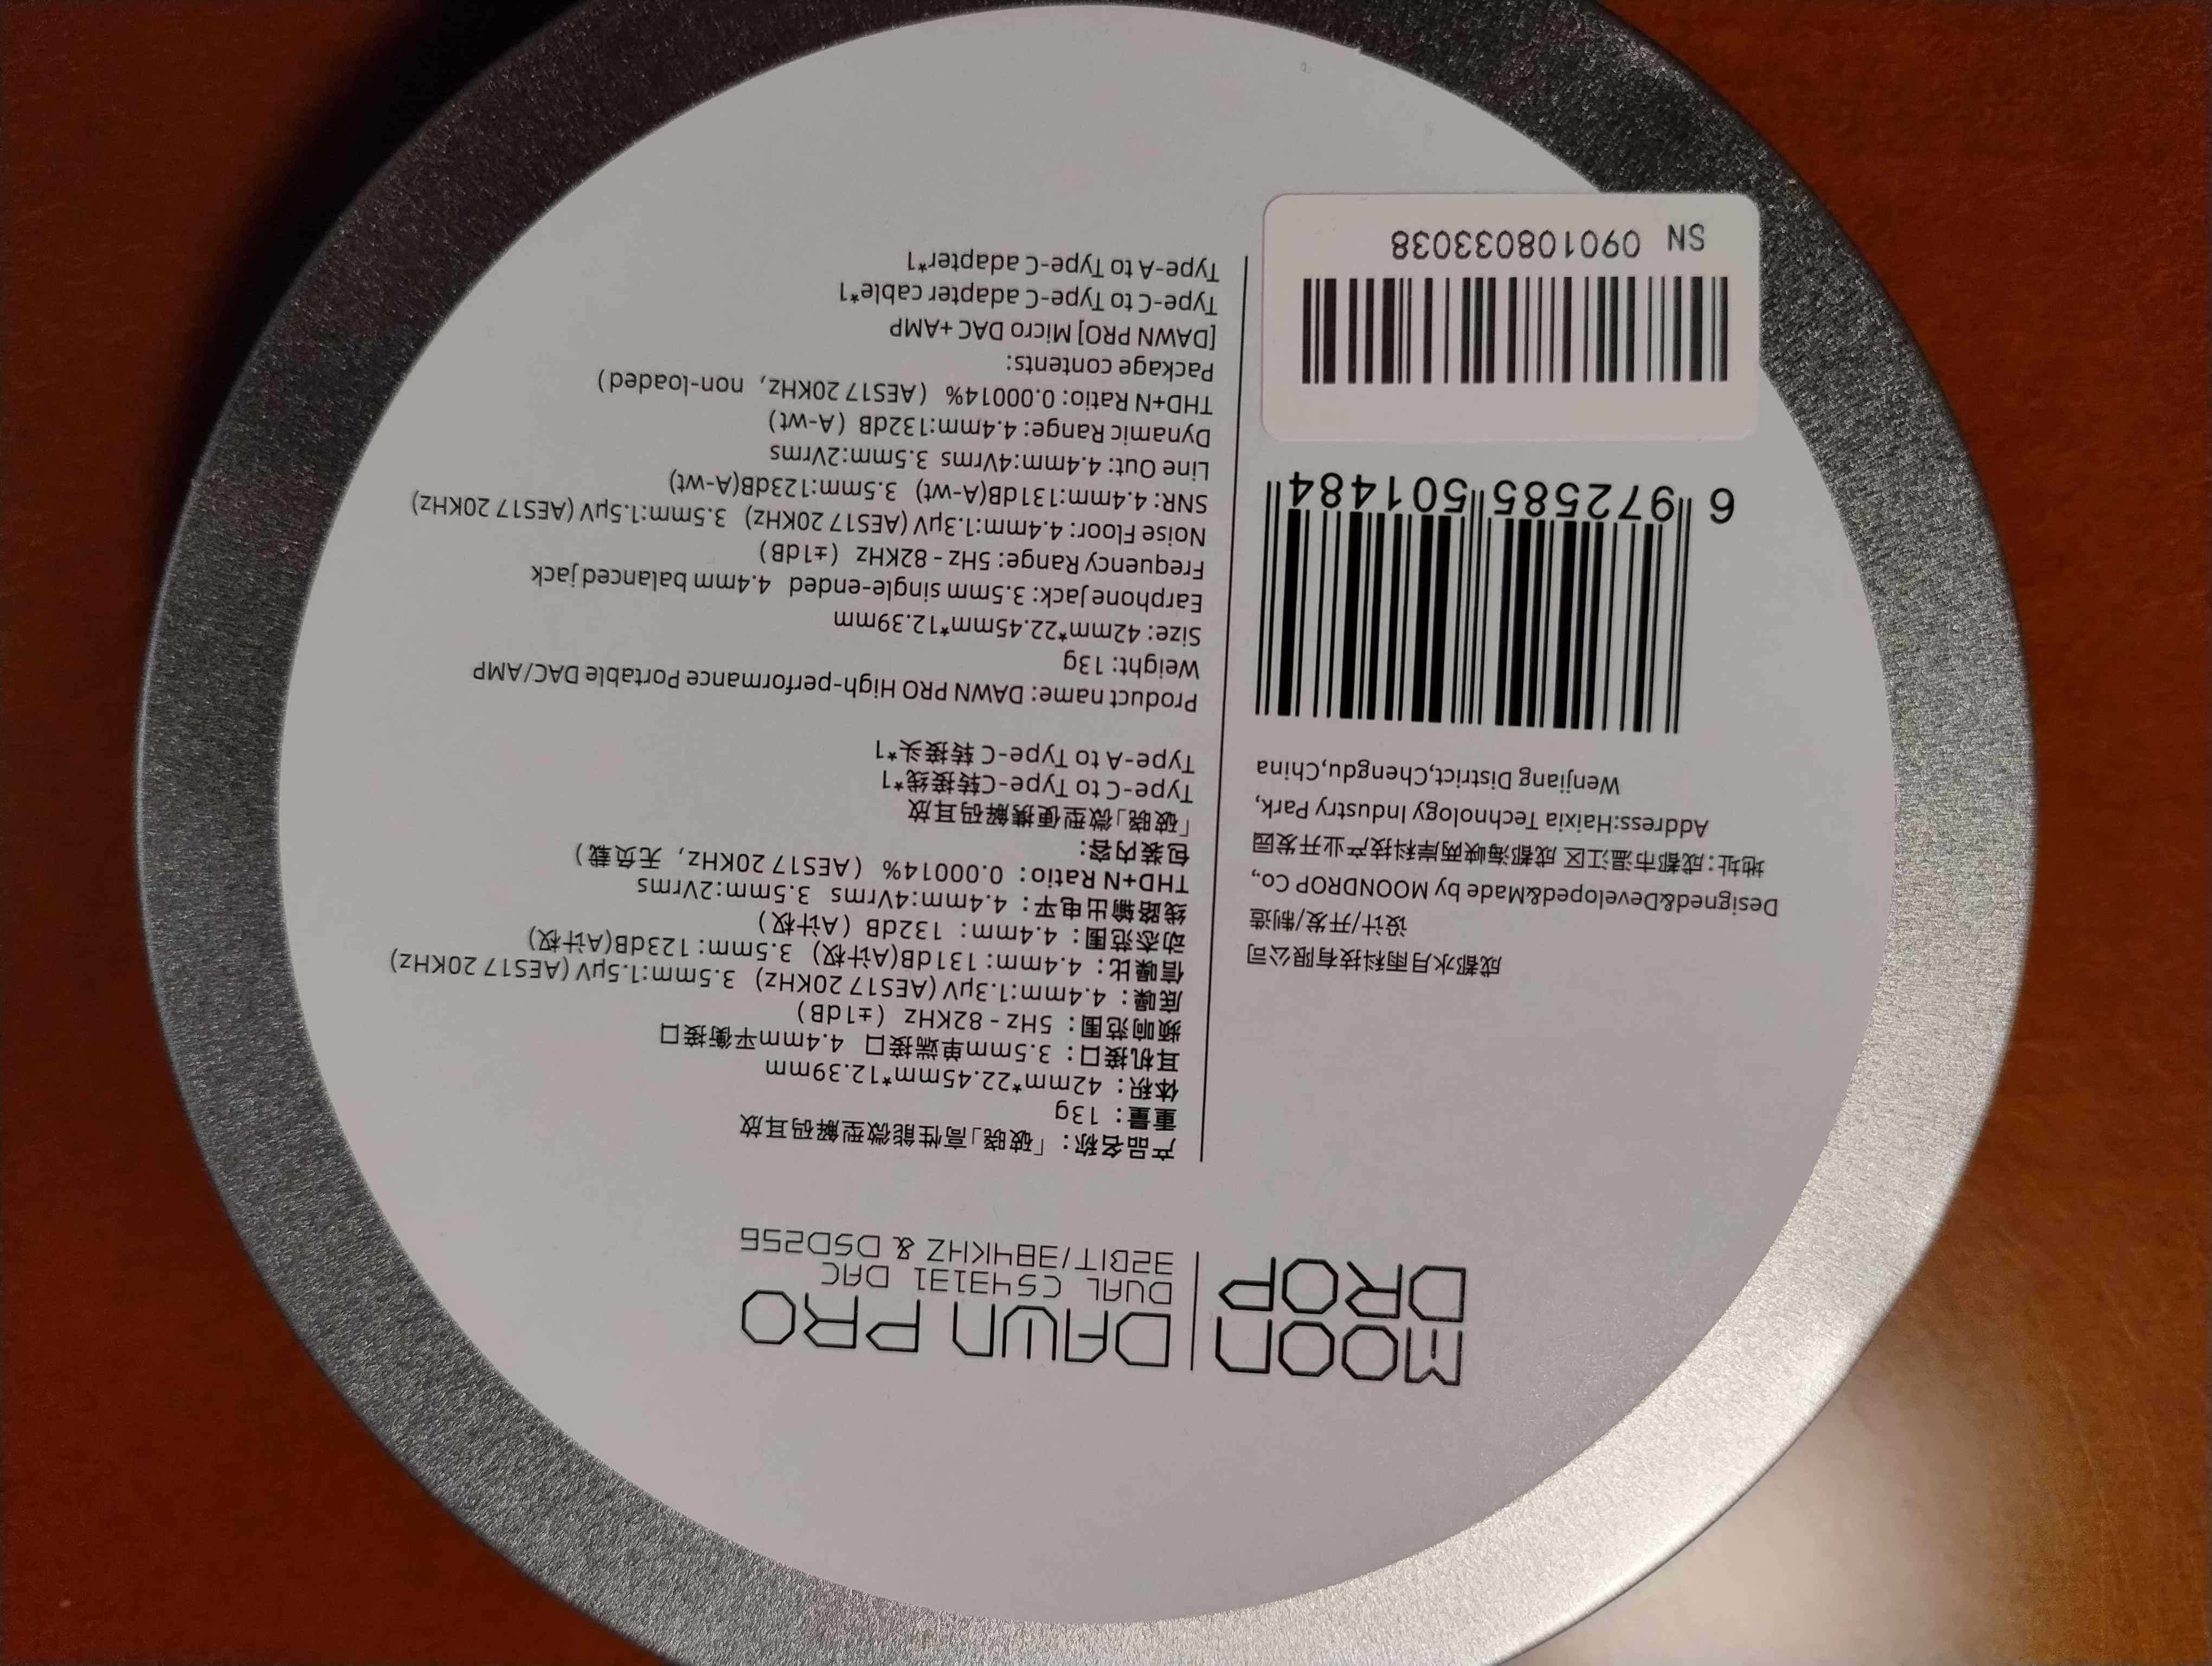 MOON
DROP
DAWN PRO
DUAL CS43131 DAC
32BIT/384KHZ & DSD256
成都水月雨科技有限公司
设计/开发/制造
Designed&Developed&Made by MOONDROP Co,.
地址:成都市温江区 成都海峡两岸科技产业开发园
Address:Haixia Technology Industry Park,
Wenjiang District,Chengdu,China
6 972585 501484
SN 090108033038
产品名称：「破晓」高性能微型解码耳放
重量：13g
体积：42mm*22.45mm*12.39mm
耳机接口：3.5mm单端接口 4.4mm平衡接口
频响范围：5Hz - 82KHz（±1dB）
底噪：4.4mm:1.3μV (AES17 20KHz) 3.5mm:1.5μV (AES17 20KHz)
信噪比：4.4mm: 131dB(A计权) 3.5mm: 123dB(A计权)
动态范围：4.4mm：132dB（A计权）
线路输出电平：4.4mm:4Vrms 3.5mm:2Vrms
THD+N Ratio：0.00014%（AES17 20KHz，无负载）
包装内容：
「破晓」微型便携解码耳放
Type-C to Type-C转接线*1
Type-A to Type-C 转接头*1
Product name: DAWN PRO High-performance Portable DAC/AMP
Weight: 13g
Size: 42mm*22.45mm*12.39mm
Earphone Jack: 3.5mm single-ended 4.4mm balanced jack
Frequency Range: 5Hz - 82KHz（±1dB）
Noise Floor: 4.4mm:1.3μV (AES17 20KHz) 3.5mm:1.5μV (AES17 20KHz)
SNR: 4.4mm:131dB(A-wt) 3.5mm:123dB(A-wt)
Line Out: 4.4mm:4Vrms 3.5mm:2Vrms
Dynamic Range: 4.4mm:132dB（A-wt）
THD+N Ratio: 0.00014%（AES17 20KHz，non-loaded）
Package contents:
[DAWN PRO] Micro DAC+AMP
Type-C to Type-C adapter cable*1
Type-A to Type-C adapter*1